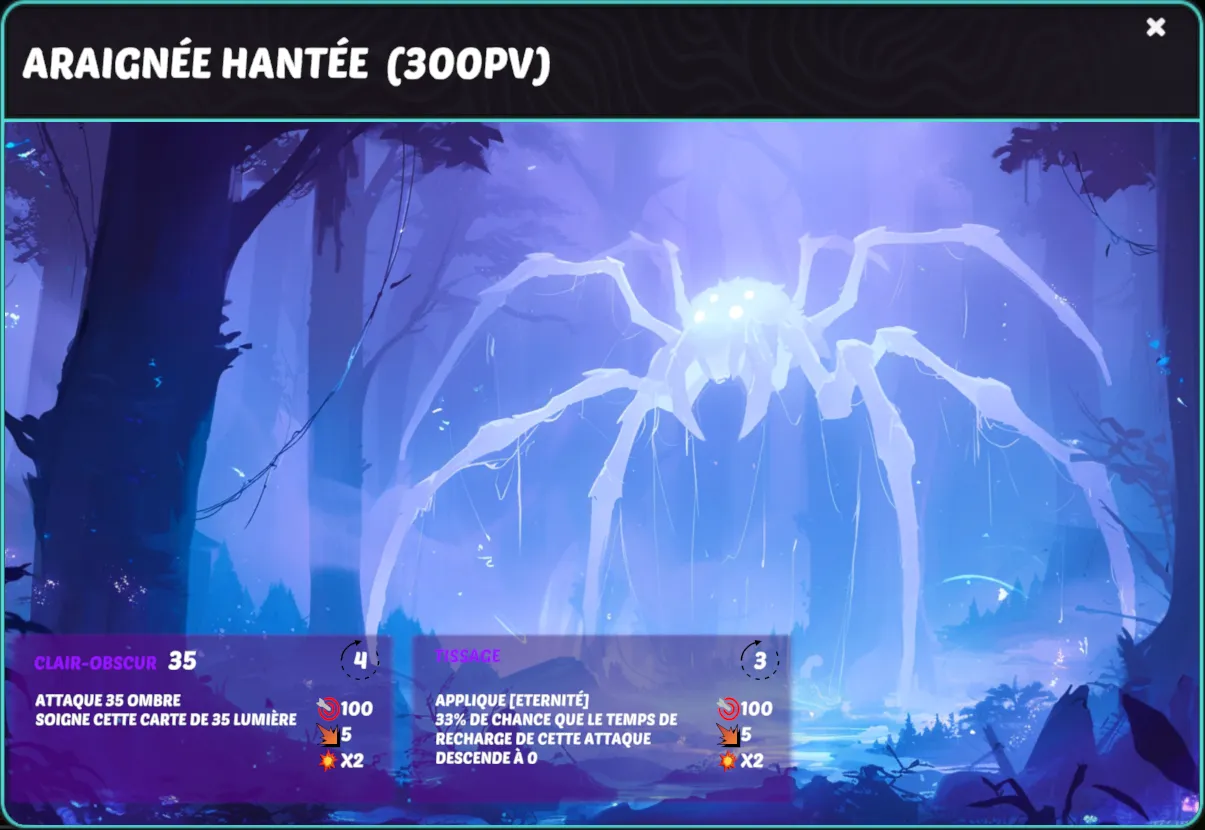 ARAIGNÉE HANTÉE (300PV)
CLAIR-OBSCUR 35
4
ATTAQUE 35 OMBRE
SOIGNE CETTE CARTE DE 35 LUMIÈRE
100
5
X2
TISSAGE
3
APPLIQUE [ETERNITÉ]
33% DE CHANCE QUE LE TEMPS DE
RECHARGE DE CETTE ATTAQUE
DESCENDE À 0
100
5
X2